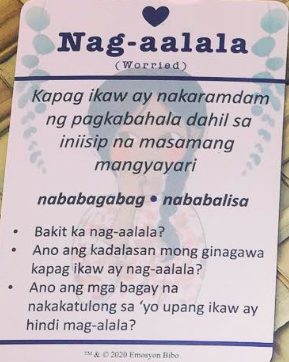 Nag-aalala
(Worried)
Kapag ikaw ay nakaramdam
ng pagkabahala dahil sa
iniisip na masamang
mangyayari
nababagabag • nababalisa
• Bakit ka nag-aalala?
• Ano ang kadalasan mong ginagawa
kapag ikaw ay nag-aalala?
• Ano ang mga bagay na
nakakatulong sa 'yo upang ikaw ay
hindi mag-alala?
™ & © 2020 Emosyon Bibo